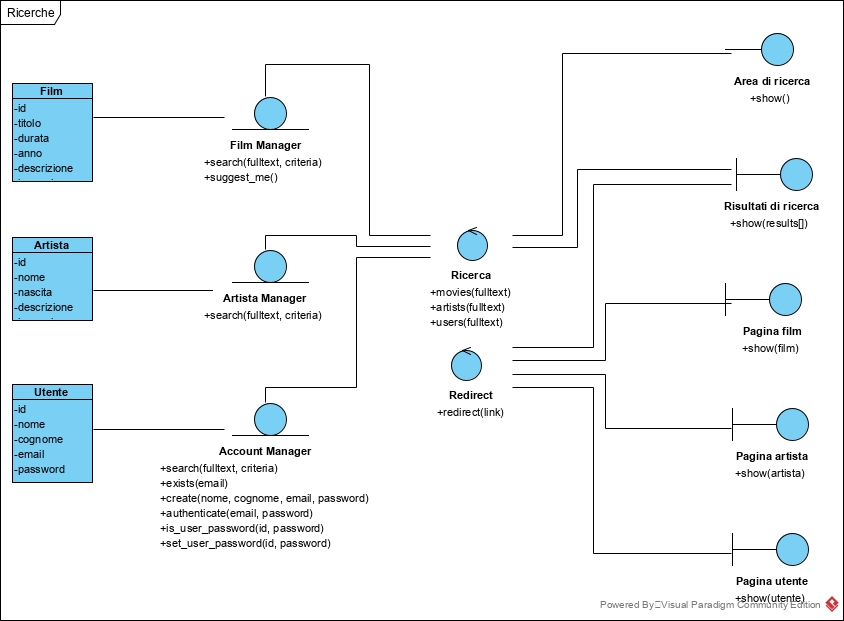 Ricerche
Film
-id
-titolo
-durata
-anno
-descrizione
Film Manager
+search(fulltext, criteria)
+suggest_me()
Artista
-id
-nome
-nascita
-descrizione
Artista Manager
+search(fulltext, criteria)
Utente
-id
-nome
-cognome
-email
-password
Account Manager
+search(fulltext, criteria)
+exists(email)
+create(nome, cognome, email, password)
+authenticate(email, password)
+is_user_password(id, password)
+set_user_password(id, password)
Ricerca
+movies(fulltext)
+artists(fulltext)
+users(fulltext)
Redirect
+redirect(link)
Area di ricerca
+show()
Risultati di ricerca
+show(results[])
Pagina film
+show(film)
Pagina artista
+show(artista)
Pagina utente
+show(utente)
Powered By Visual Paradigm Community Edition